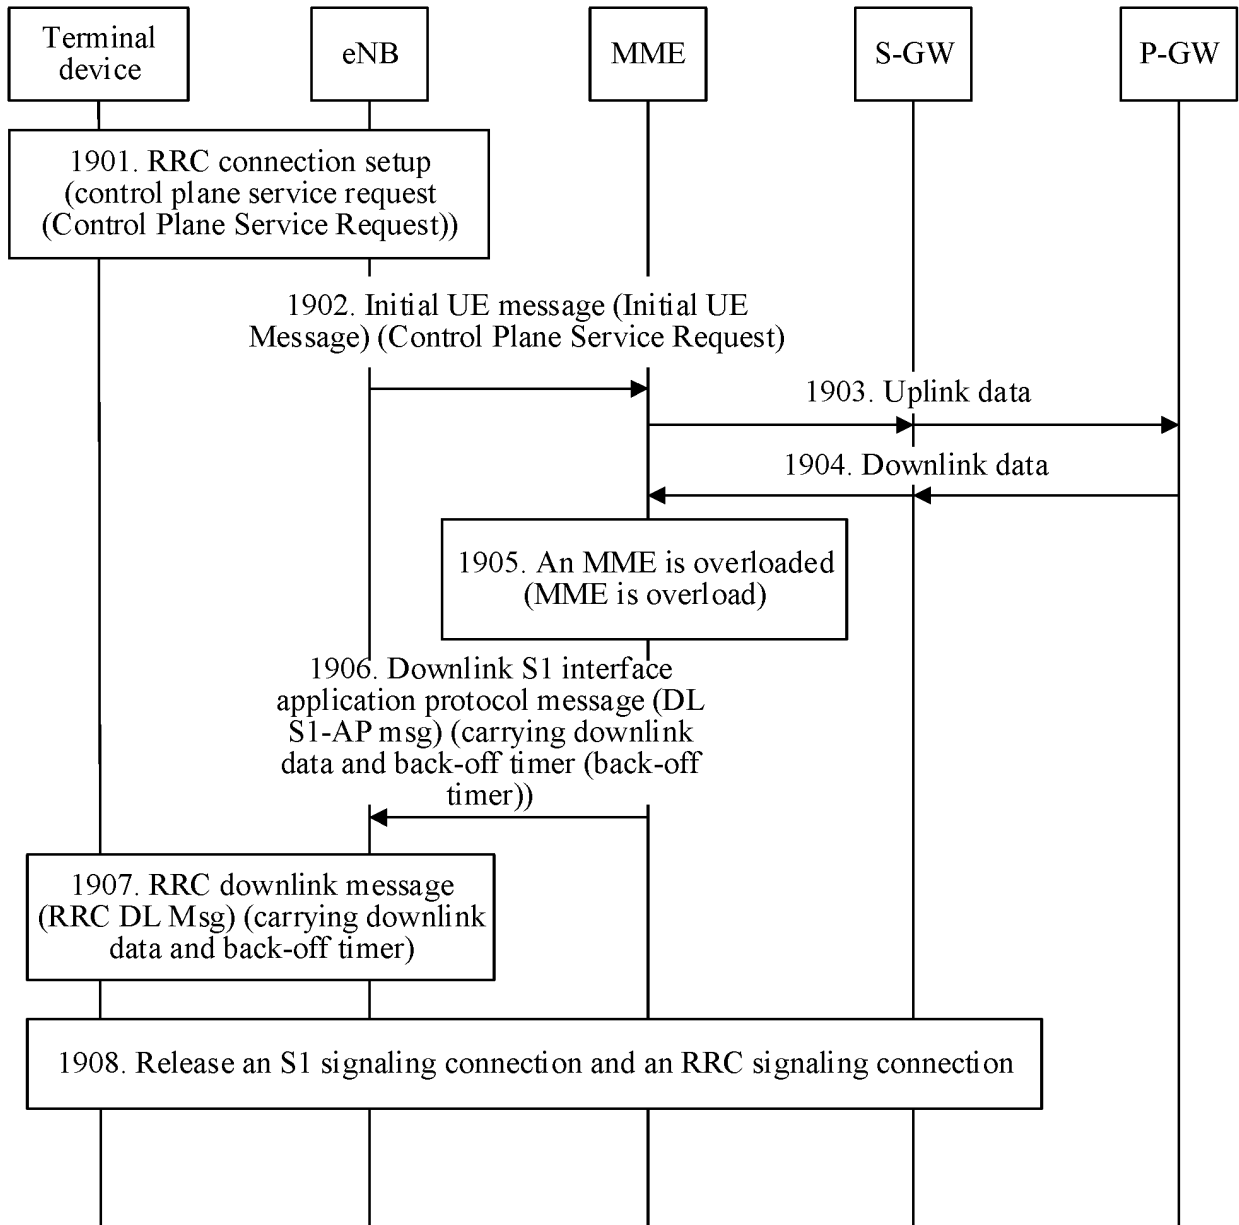 Terminal
device
eNB
MME
S-GW
P-GW
1901. RRC connection setup
(control plane service request
(Control Plane Service Request))
1902. Initial UE message (Initial UE
Message) (Control Plane Service Request)
1903. Uplink data
1904. Downlink data
1905. An MME is overloaded
(MME is overload)
1906. Downlink S1 interface
application protocol message (DL
S1-AP msg) (carrying downlink
data and back-off timer (back-off
timer))
1907. RRC downlink message
(RRC DL Msg) (carrying downlink
data and back-off timer)
1908. Release an S1 signaling connection and an RRC signaling connection